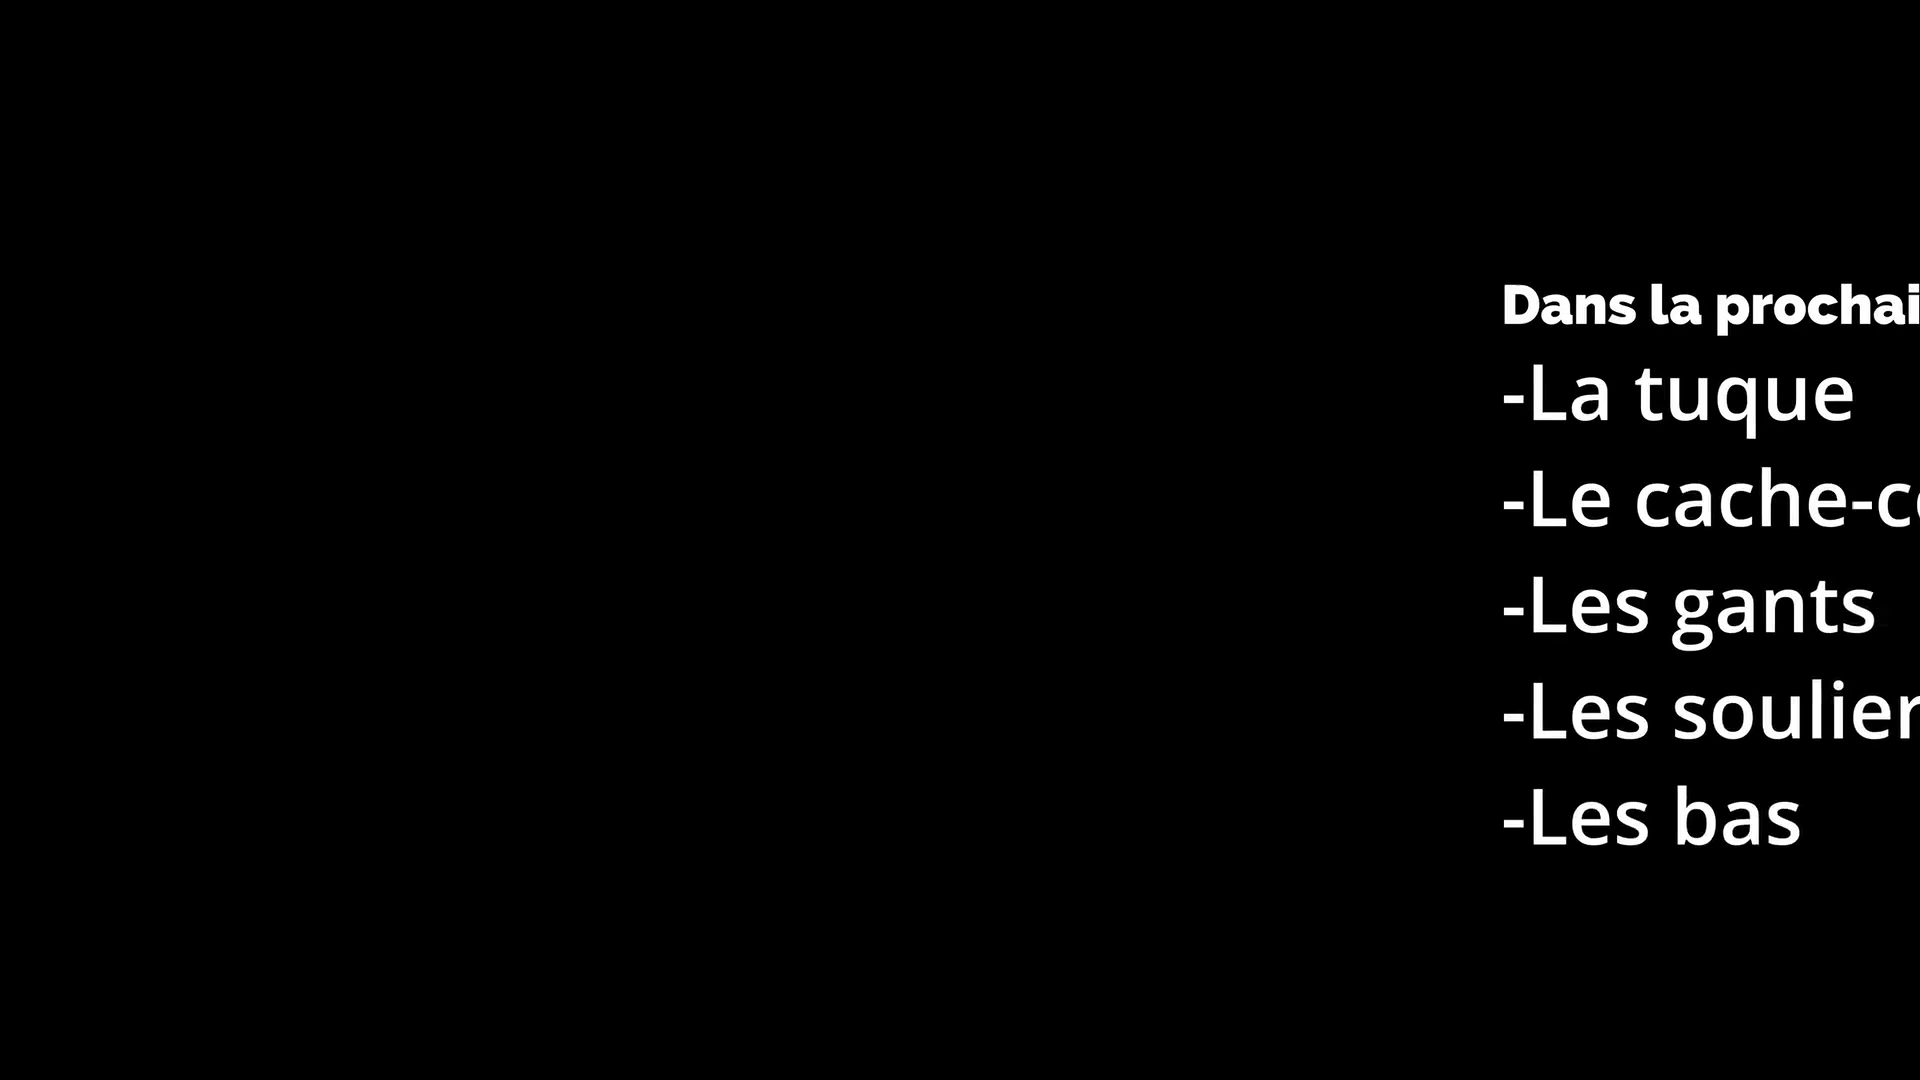 Dans la prochai
-La tuque
-Le cache-c
-Les gants
-Les soulier
-Les bas